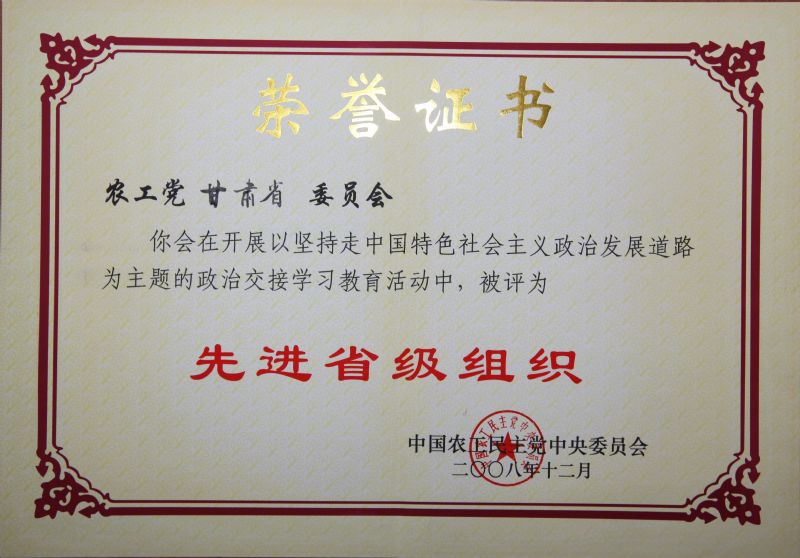 荣誉证书
农工党 甘肃省 委员会
你会在开展以坚持走中国特色社会主义政治发展道路
为主题的政治交接学习教育活动中，被评为
先进省级组织
中国农工民主党中央委员会
二〇〇八年十二月